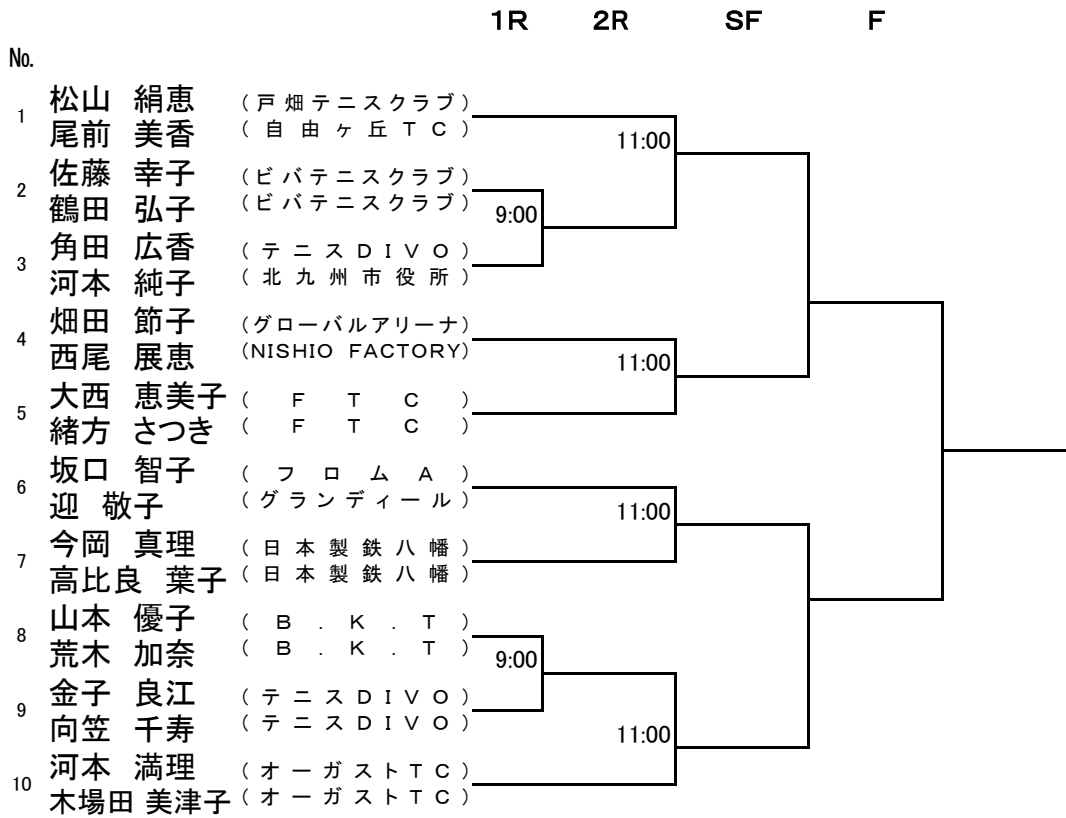 1R 2R SF F
No.
1 松山 絹恵 (戸畑テニスクラブ)
尾前 美香 (自由ヶ丘TC)
11:00
2 佐藤 幸子 (ビバテニスクラブ)
鶴田 弘子 (ビバテニスクラブ)
9:00
3 角田 広香 (テニスDIVO)
河本 純子 (北九州市役所)
4 畑田 節子 (グローバルアリーナ)
西尾 展恵 (NISHIO FACTORY)
11:00
5 大西 恵美子 (FTC)
緒方 さつき (FTC)
6 坂口 智子 (フロムA)
迎 敬子 (グランディール)
11:00
7 今岡 真理 (日本製鉄八幡)
高比良 葉子 (日本製鉄八幡)
8 山本 優子 (B.K.T)
荒木 加奈 (B.K.T)
9:00
9 金子 良江 (テニスDIVO)
向笠 千寿 (テニスDIVO)
11:00
10 河本 満理 (オーガストTC)
木場田 美津子 (オーガストTC)